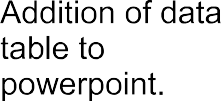 Addition of data
table to
powerpoint.